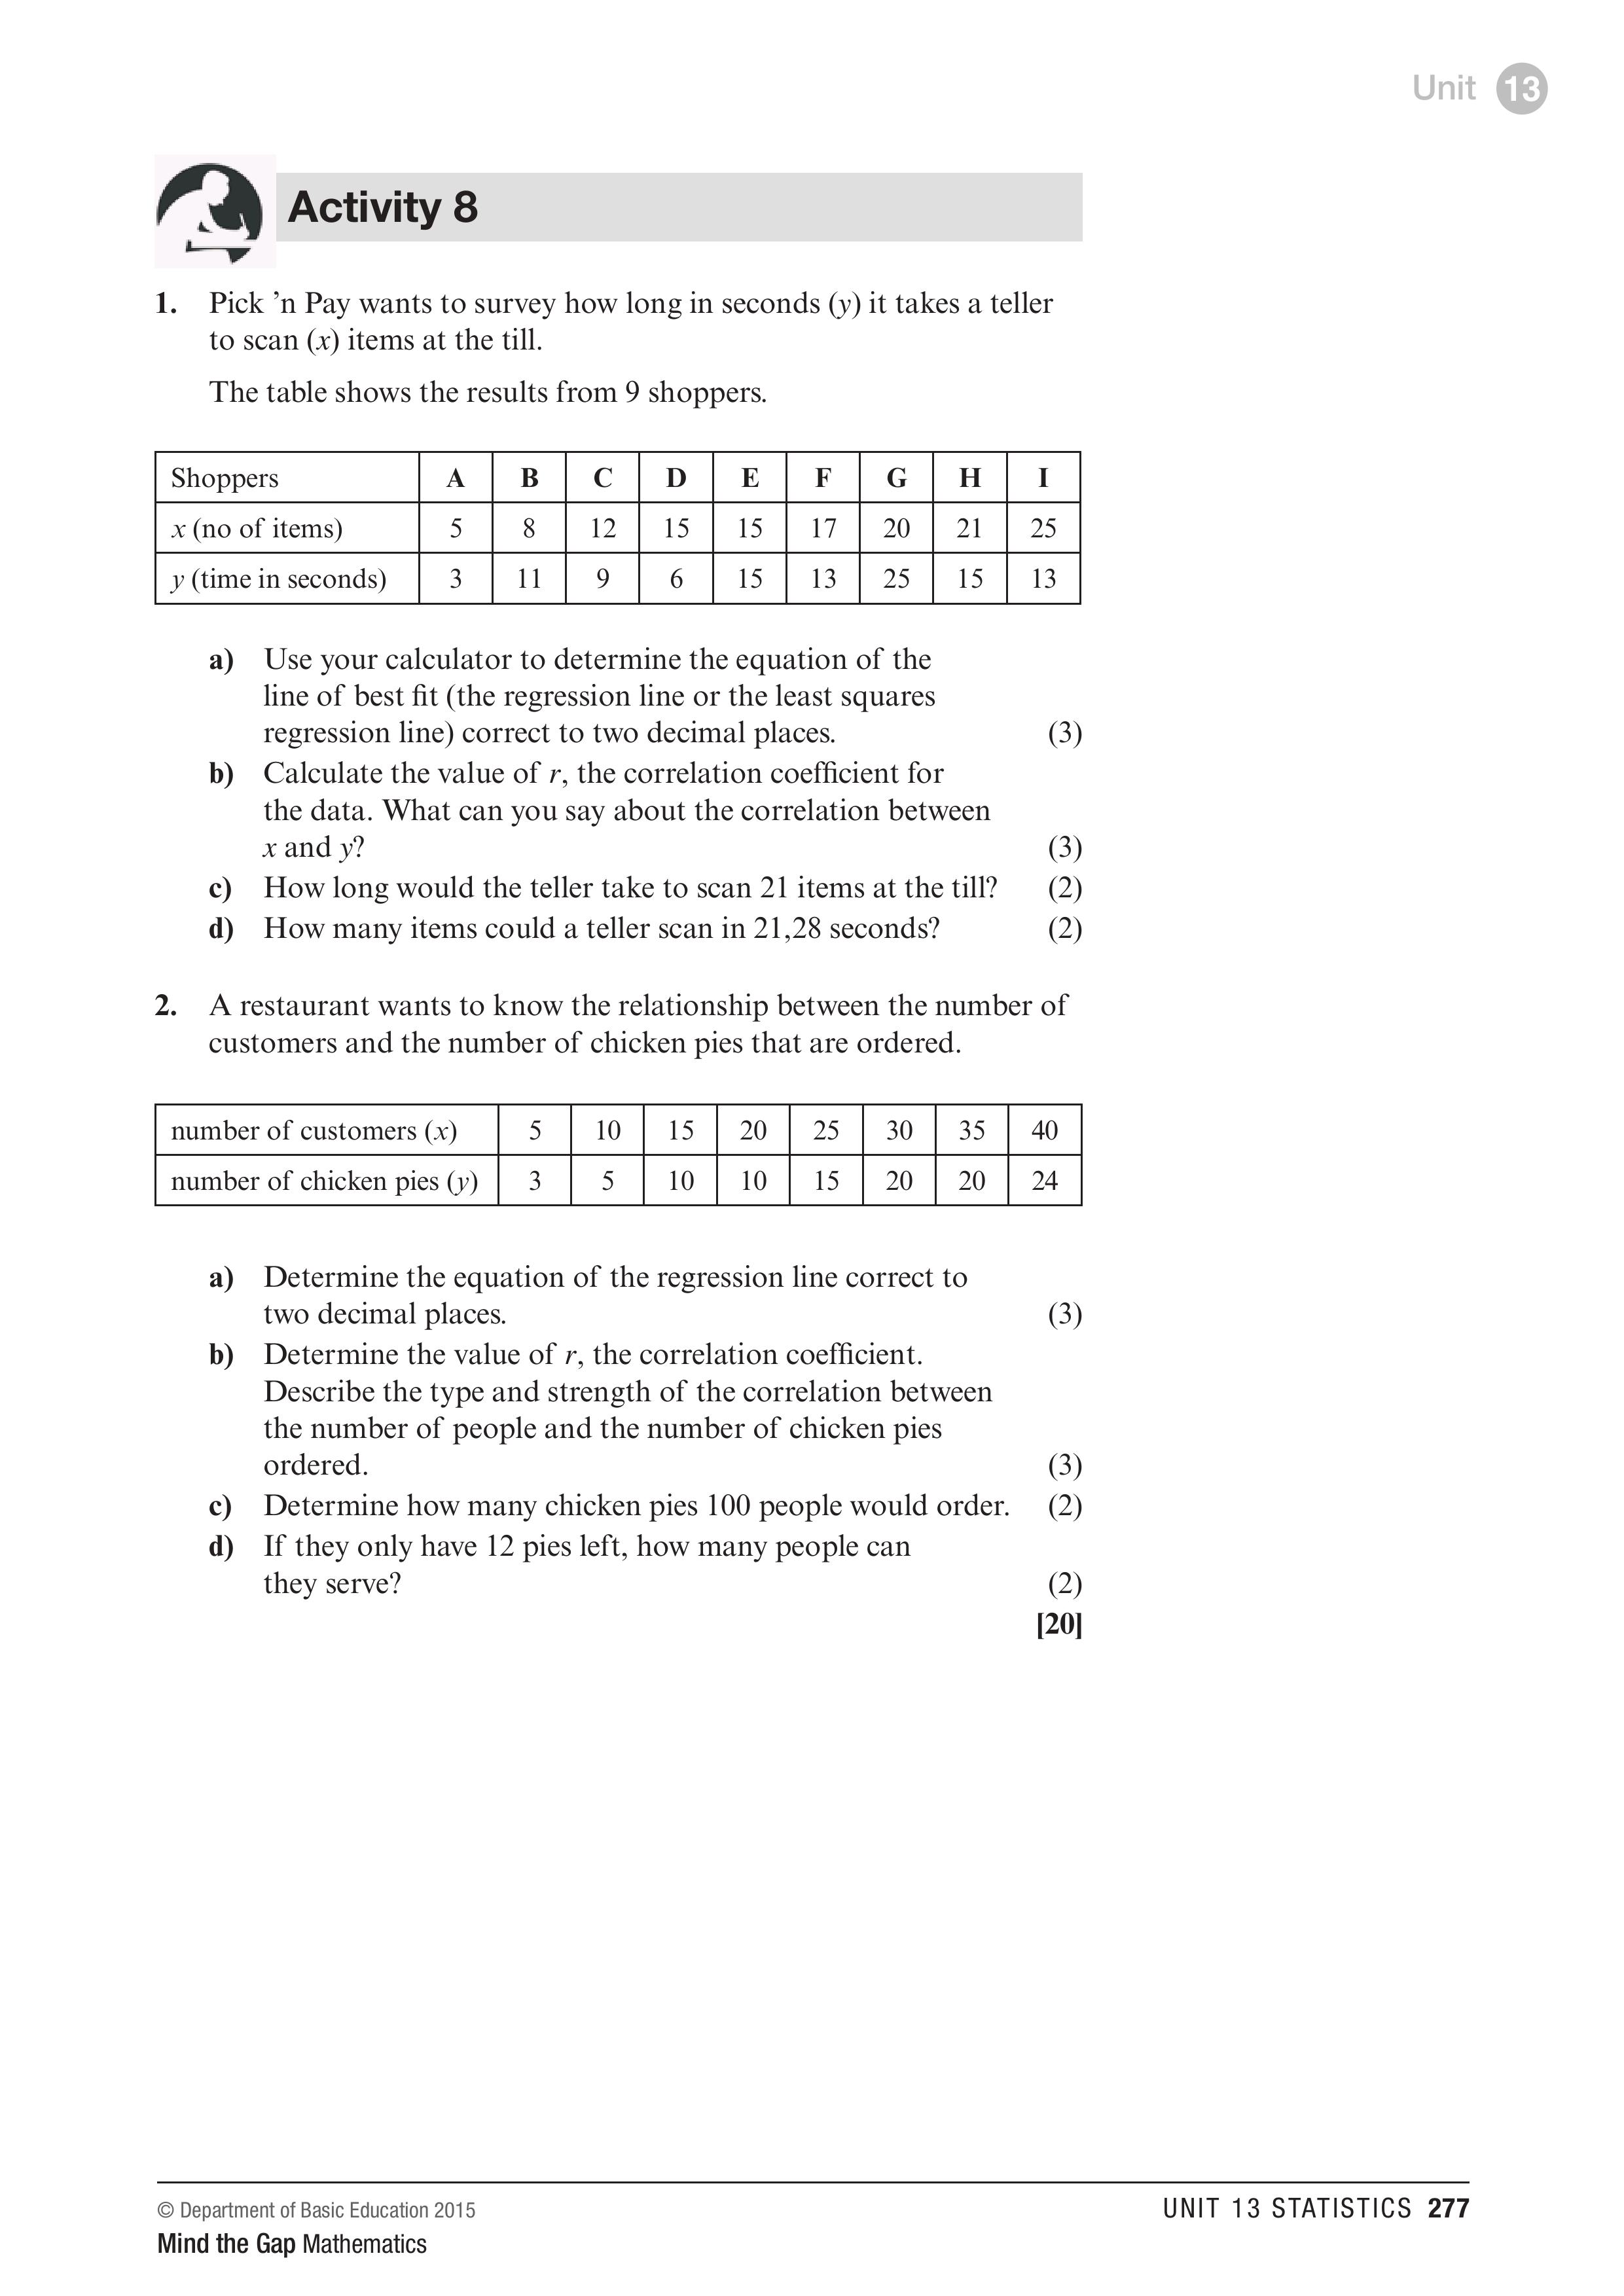 Unit 13
Activity 8
1. Pick ’n Pay wants to survey how long in seconds (y) it takes a teller
to scan (x) items at the till.
The table shows the results from 9 shoppers.
Shoppers A B C D E F G H I
x (no of items) 5 8 12 15 15 17 20 21 25
y (time in seconds) 3 11 9 6 15 13 25 15 13
a) Use your calculator to determine the equation of the
line of best fit (the regression line or the least squares
regression line) correct to two decimal places. (3)
b) Calculate the value of r, the correlation coefficient for
the data. What can you say about the correlation between
x and y? (3)
c) How long would the teller take to scan 21 items at the till? (2)
d) How many items could a teller scan in 21,28 seconds? (2)
2. A restaurant wants to know the relationship between the number of
customers and the number of chicken pies that are ordered.
number of customers (x) 5 10 15 20 25 30 35 40
number of chicken pies (y) 3 5 10 10 15 20 20 24
a) Determine the equation of the regression line correct to
two decimal places. (3)
b) Determine the value of r, the correlation coefficient.
Describe the type and strength of the correlation between
the number of people and the number of chicken pies
ordered. (3)
c) Determine how many chicken pies 100 people would order. (2)
d) If they only have 12 pies left, how many people can
they serve? (2)
[20]
© Department of Basic Education 2015
UNIT 13 STATISTICS 277
Mind the Gap Mathematics